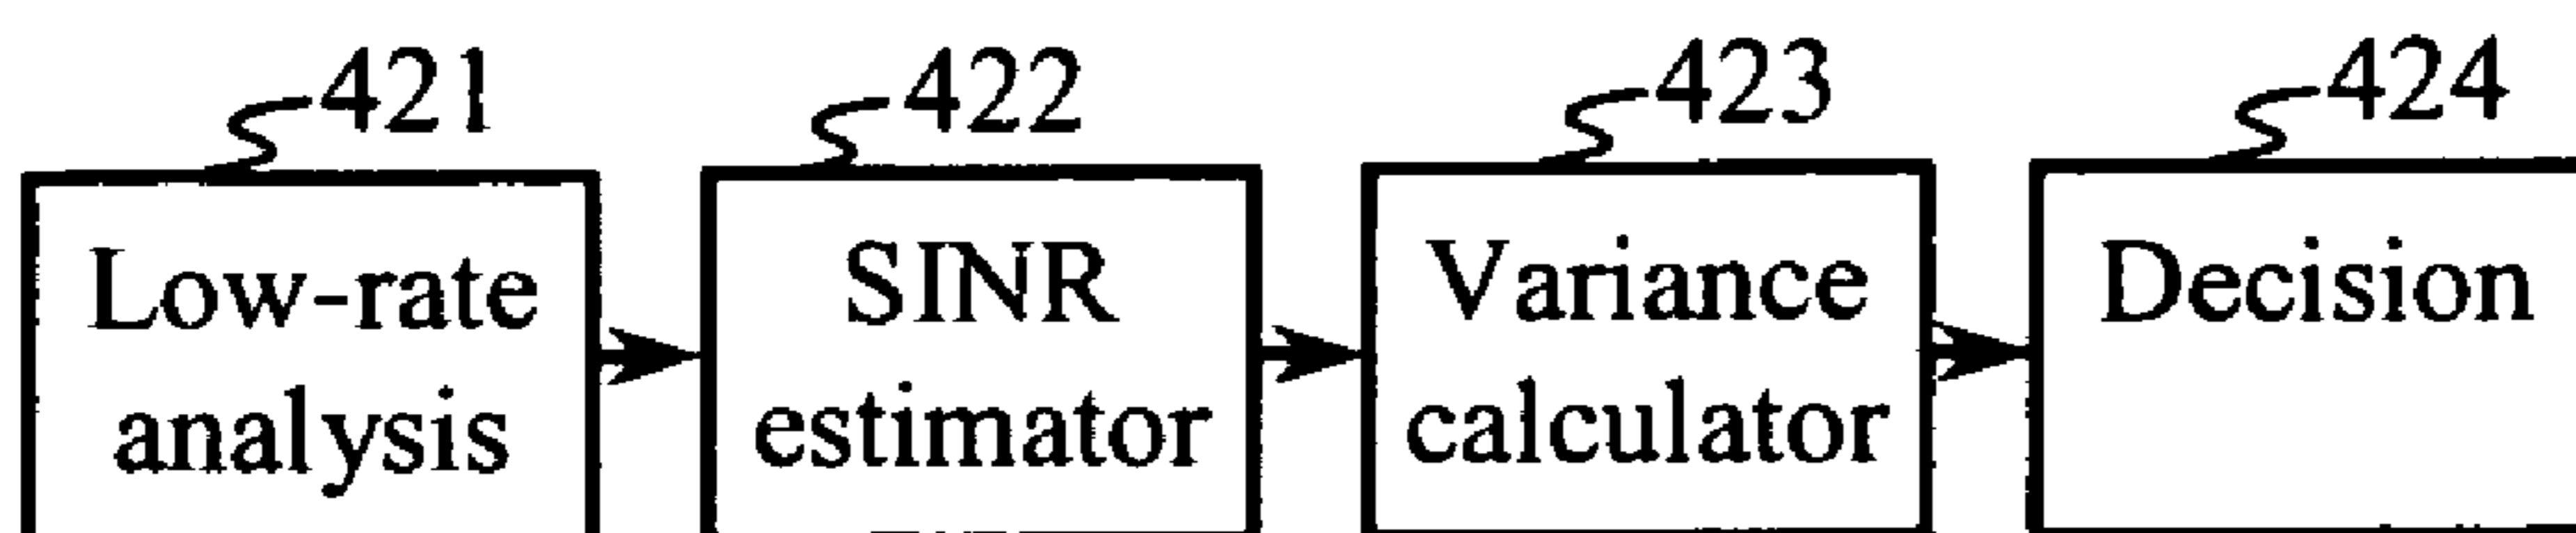 421
422
423
424
Low-rate
analysis
SINR
estimator
Variance
calculator
Decision